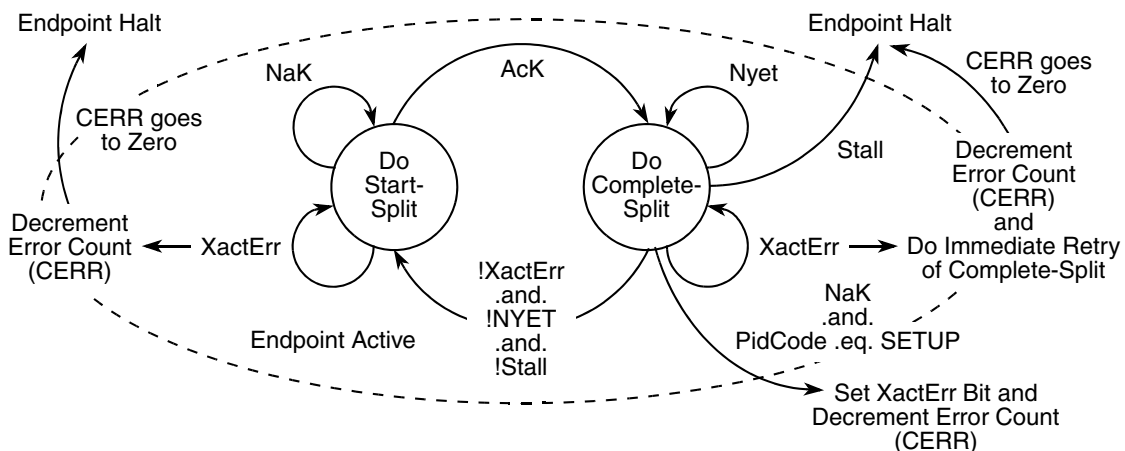 Endpoint Halt
Endpoint Halt
NaK
AcK
Nyet
CERR goes
to Zero
CERR goes
to Zero
Do
Start-
Split
Do
Complete-
Split
Stall
Decrement
Error Count
(CERR)
and
Do Immediate Retry
of Complete-Split
Decrement
Error Count
(CERR)
XactErr
XactErr
!XactErr
.and.
!NYET
.and.
!Stall
NaK
.and.
PidCode .eq. SETUP
Endpoint Active
Set XactErr Bit and
Decrement Error Count
(CERR)